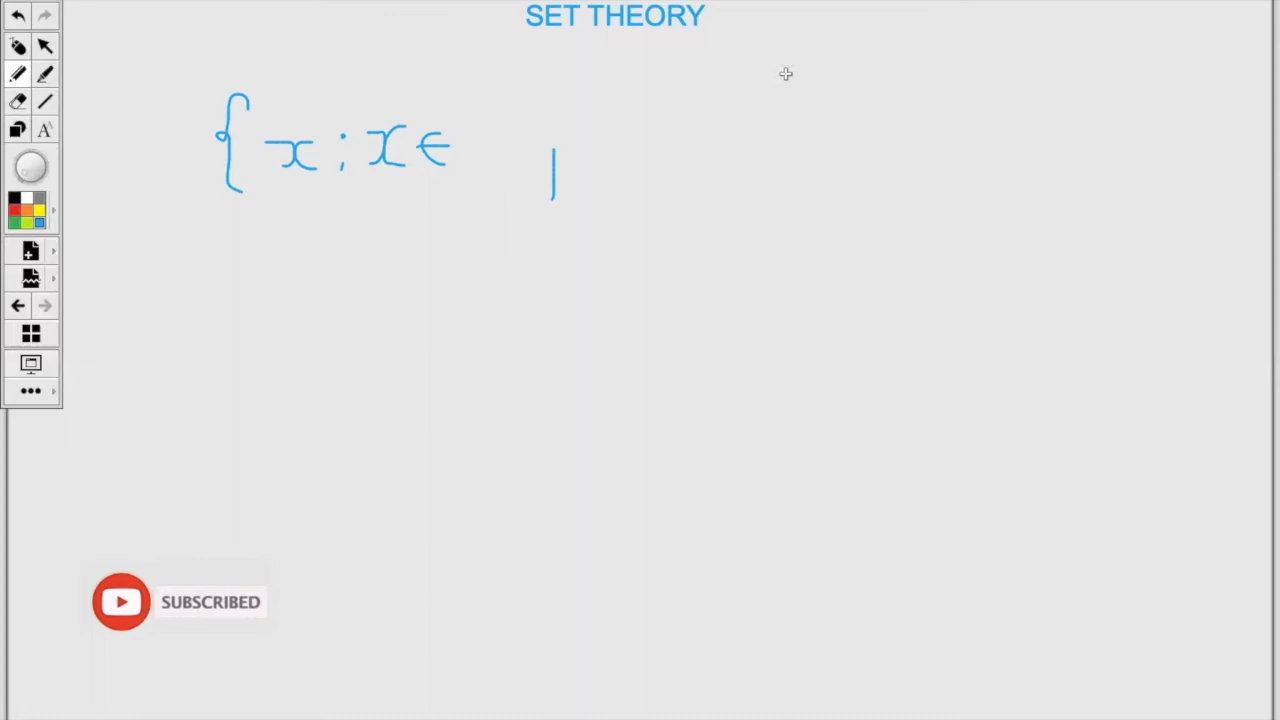 SET THEORY
{ x ; x ∈ |
SUBSCRIBED